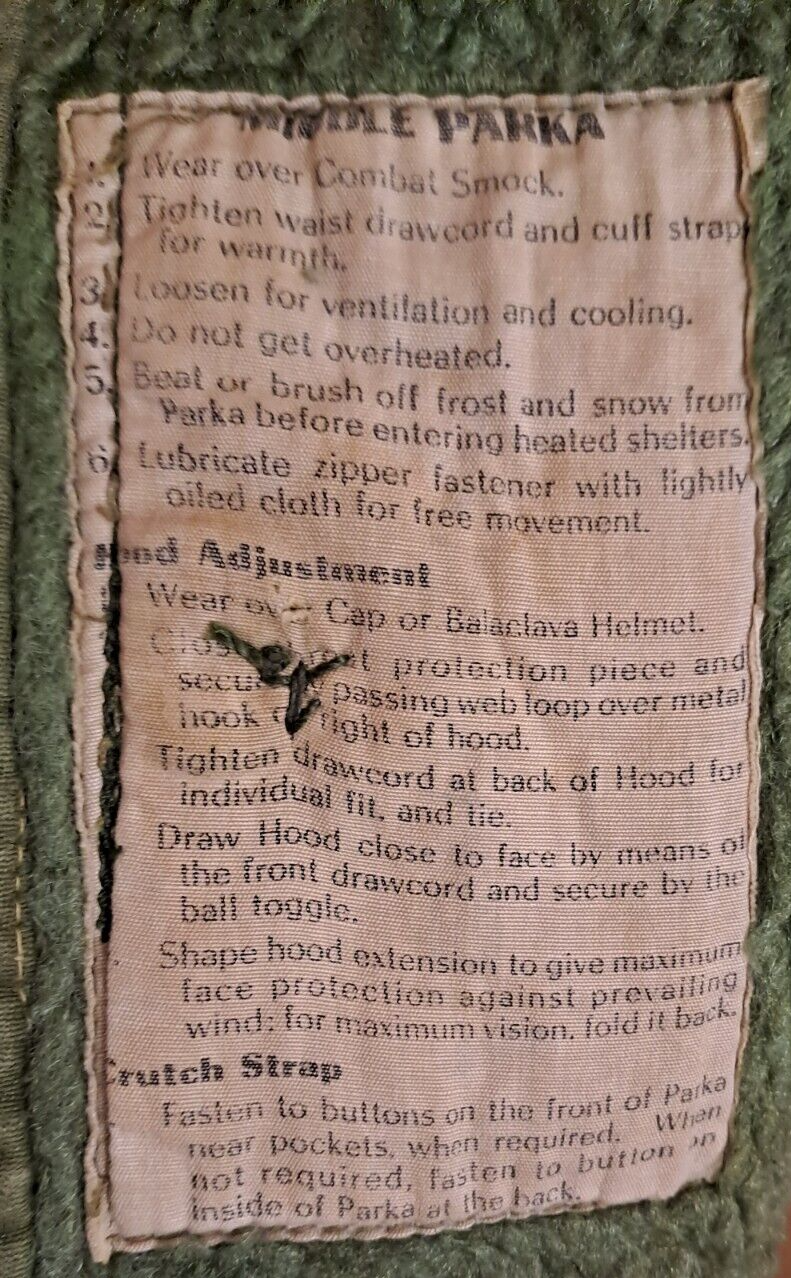 MIDDLE PARKA
1. Wear over Combat Smock.
2. Tighten waist drawcord and cuff strap
for warmth.
3. Loosen for ventilation and cooling.
4. Do not get overheated.
5. Beat or brush off frost and snow from
Parka before entering heated shelters.
6. Lubricate zipper fastener with lightly
oiled cloth for free movement.
Hood Adjustment
Wear over Cap or Balaclava Helmet.
protection piece and
passing web loop over metal
hook right of hood.
Tighten drawcord at back of Hood for
individual fit, and tie.
Draw Hood close to face by means of
the front drawcord and secure by the
ball toggle.
Shape hood extension to give maximum
face protection against prevailing
wind: for maximum vision, fold it back.
Crutch Strap
Fasten to buttons on the front of Parka
near pockets, when required. When
not required, fasten to button on
inside of Parka at the back.